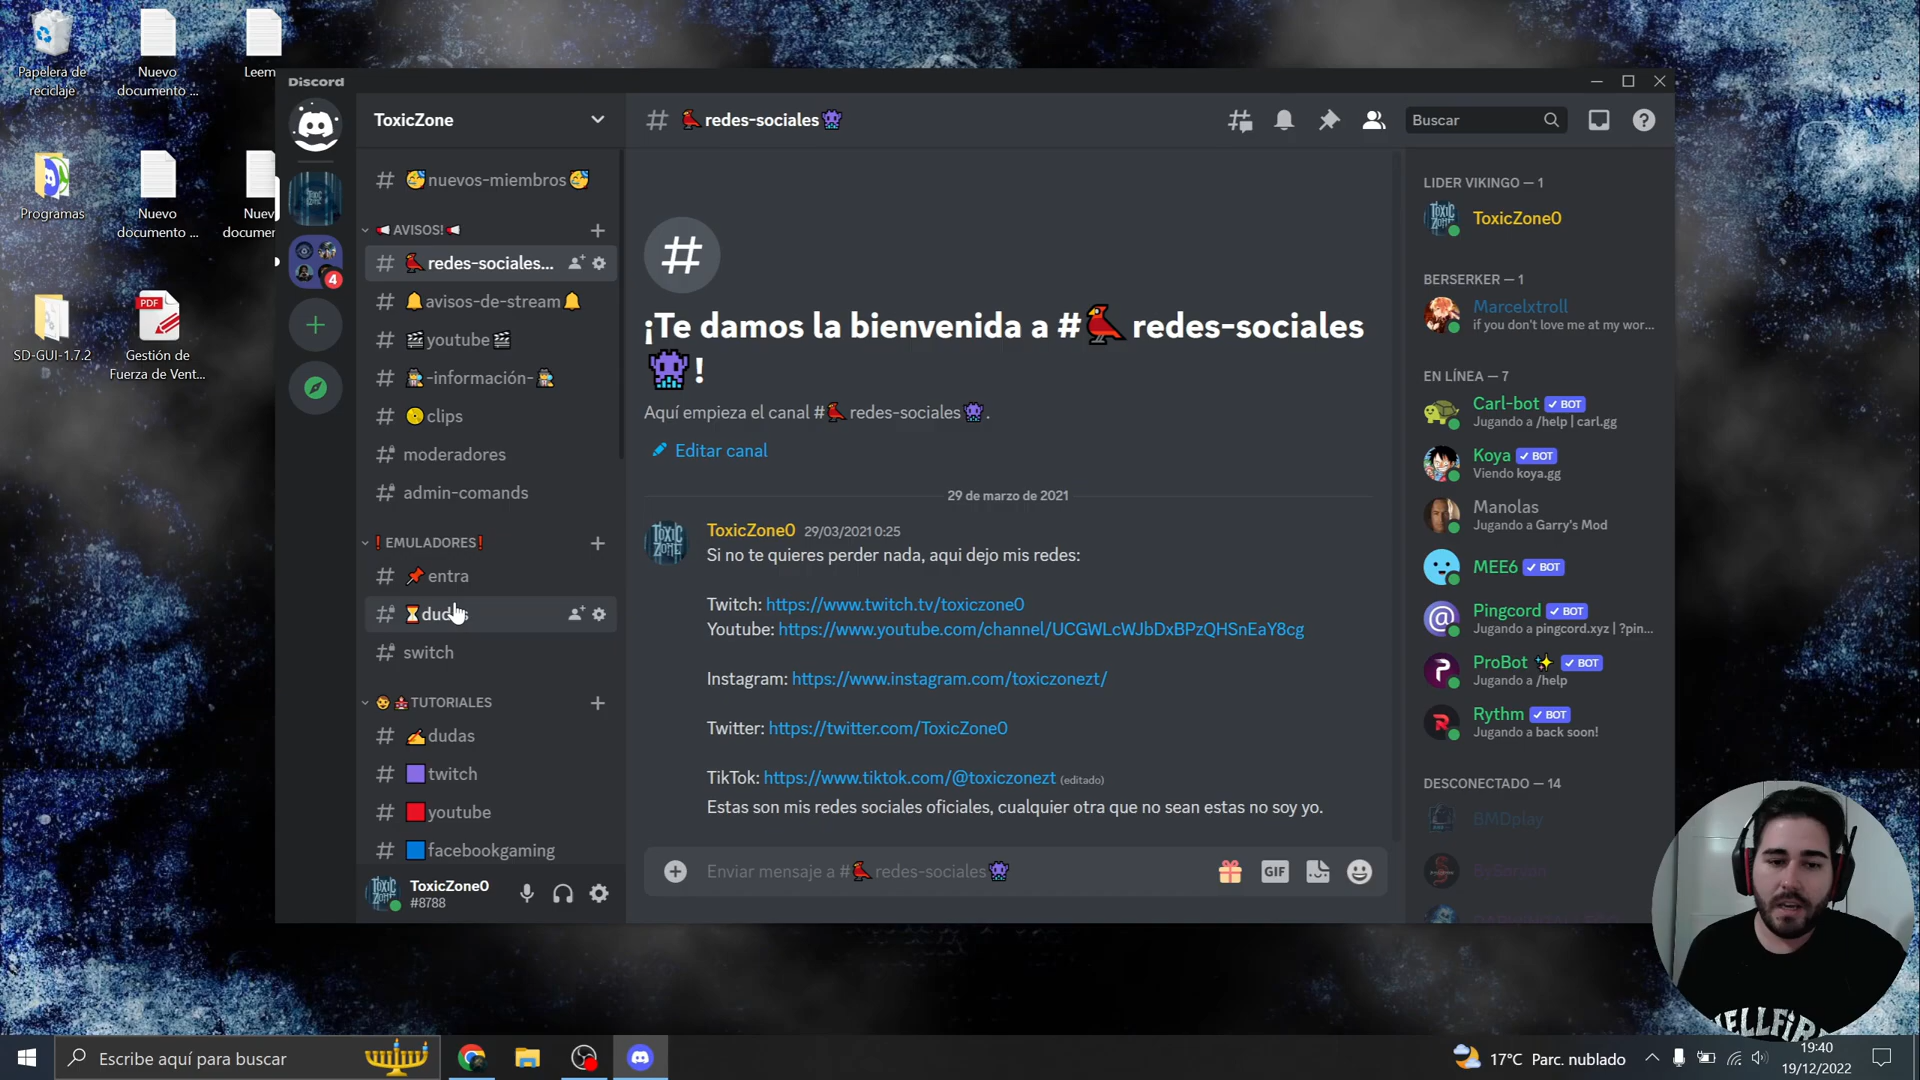 Papelera de
reciclaje
Nuevo
documento ...
Leem
Programas
Nuevo
documento ...
Nuev
documen
SD-GUI-1.7.2
PDF
Gestión de
Fuerza de Vent...
Discord
4
ToxicZone
nuevos-miembros
AVISOS!
redes-sociales...
avisos-de-stream
youtube
-información-
clips
moderadores
admin-comands
EMULADORES
entra
switch
TUTORIALES
dudas
twitch
youtube
facebookgaming
ToxicZone0
#8788
# redes-sociales
Buscar
¡Te damos la bienvenida a # redes-sociales
!
Aquí empieza el canal # redes-sociales .
Editar canal
29 de marzo de 2021
ToxicZone0 29/03/2021 0:25
Si no te quieres perder nada, aqui dejo mis redes:
Twitch: https://www.twitch.tv/toxiczone0
Youtube: https://www.youtube.com/channel/UCGWLcWJbDxBPzQHSnEaY8cg
Instagram: https://www.instagram.com/toxiczonezt/
Twitter: https://twitter.com/ToxicZone0
TikTok: https://www.tiktok.com/@toxiczonezt (editado)
Estas son mis redes sociales oficiales, cualquier otra que no sean estas no soy yo.
Enviar mensaje a # redes-sociales
GIF
LIDER VIKINGO — 1
ToxicZone0
BERSERKER — 1
Marcelxtroll
if you don't love me at my wor...
EN LÍNEA — 7
Carl-bot BOT
Jugando a /help | carl.gg
Koya BOT
Viendo koya.gg
Manolas
Jugando a Garry's Mod
MEE6 BOT
Pingcord BOT
Jugando a pingcord.xyz | ?pin...
ProBot BOT
Jugando a /help
Rythm BOT
Jugando a back soon!
DESCONECTADO — 14
BMDplay
Escribe aquí para buscar
17°C Parc. nublado
19:40
19/12/2022